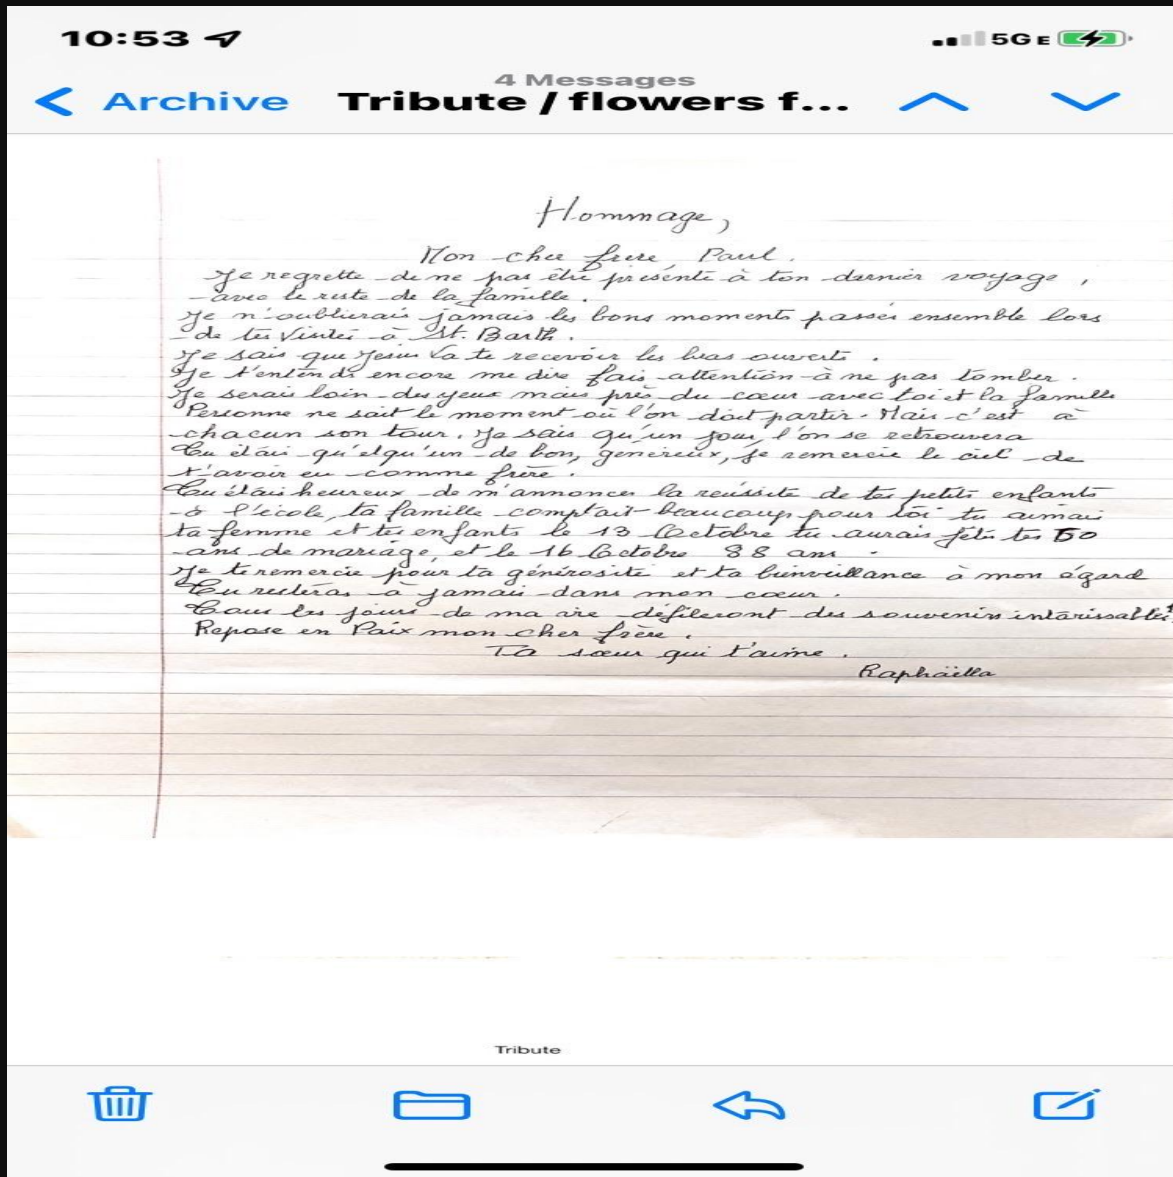 10:53
5G E
4 Messages
Archive
Tribute / flowers f...
Hommage,
Mon cher frere, Paul.
Je regrette de ne pas être présente à ton dernier voyage,
avec le reste de la famille.
Je n'oublierais jamais les bons moments passés ensemble lors
de tes Visites à St. Barth.
Je sais que Jesus va te recevoir les bras ouverts.
Je t'entends encore me dire fais attention à ne pas tomber.
Je serais loin des yeux mais près du cœur avec toi et la famille
Personne ne sait le moment où l'on doit partir. Mais c'est à
chacun son tour. Je sais qu'un jour, l'on se retrouvera
Tu étais qu'elqu'un de bon, genereux, je remercie le ciel de
t'avoir eu comme frère.
Tu étais heureux de m'annoncer la reussite de tes petits enfants
à l'école, ta famille comptait beaucoup pour toi tu aimais
ta femme et tes enfants le 13 Octobre tu aurais fêté tes 50
ans de mariage, et le 16 Octobre 88 ans.
Je te remercie pour ta générosité et ta bienveillance à mon égard
Tu resteras à jamais dans mon cœur.
Tous les jours de ma vie défileront des souvenirs intarissables
Repose en Paix mon cher frère.
Ta sœur qui t'aime.
Raphäella
Tribute